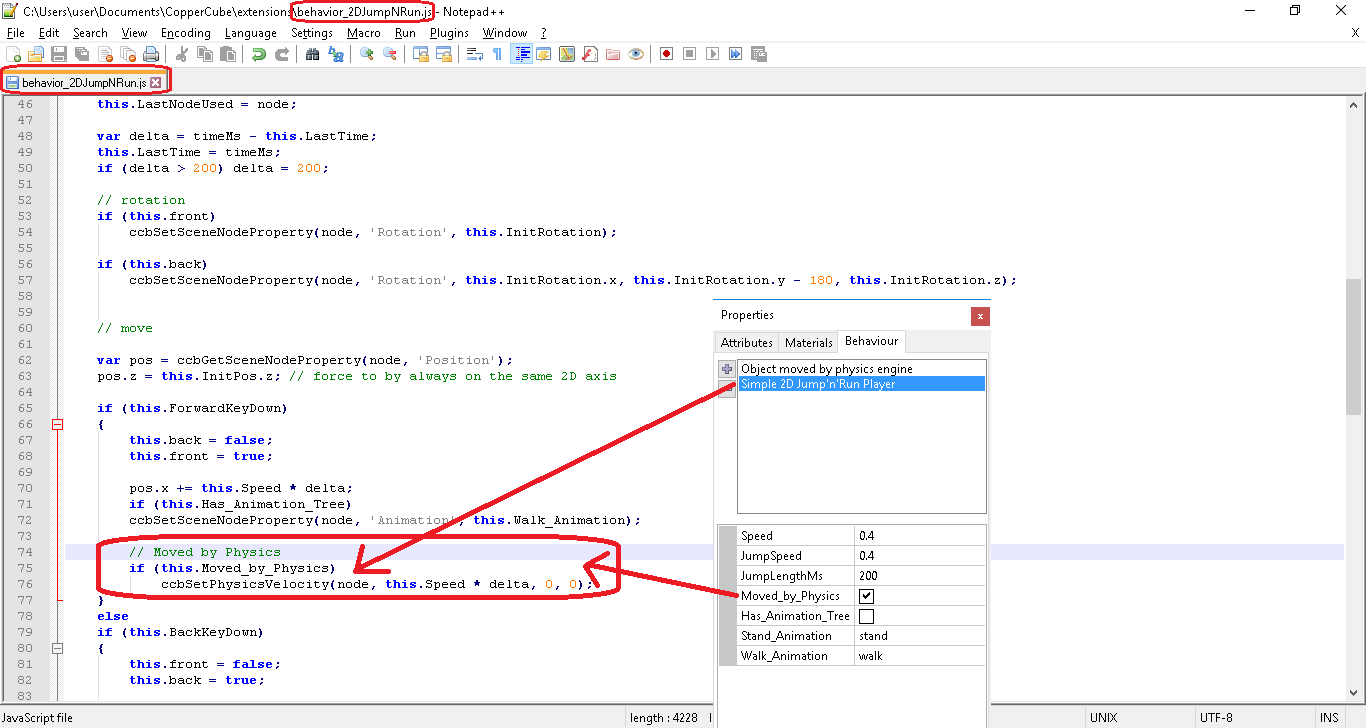 C:\Users\user\Documents\CopperCube\extensions\behavior_2DJumpNRun.js - Notepad++
File Edit Search View Encoding Language Settings Macro Run Plugins Window ?
X
behavior_2DJumpNRun.js
46 this.LastNodeUsed = node;
47
48 var delta = timeMs - this.LastTime;
49 this.LastTime = timeMs;
50 if (delta > 200) delta = 200;
51
52 // rotation
53 if (this.front)
54 ccbSetSceneNodeProperty(node, 'Rotation', this.InitRotation);
55
56 if (this.back)
57 ccbSetSceneNodeProperty(node, 'Rotation', this.InitRotation.x, this.InitRotation.y - 180, this.InitRotation.z);
58
59
60 // move
61
62 var pos = ccbGetSceneNodeProperty(node, 'Position');
63 pos.z = this.InitPos.z; // force to by always on the same 2D axis
64
65 if (this.ForwardKeyDown)
66 {
67 this.back = false;
68 this.front = true;
69
70 pos.x += this.Speed * delta;
71 if (this.Has_Animation_Tree)
72 ccbSetSceneNodeProperty(node, 'Animation', this.Walk_Animation);
73
74 // Moved by Physics
75 if (this.Moved_by_Physics)
76 ccbSetPhysicsVelocity(node, this.Speed * delta, 0, 0);
77 }
78 else
79 if (this.BackKeyDown)
80 {
81 this.front = false;
82 this.back = true;
83
Properties
x
Attributes Materials Behaviour
Object moved by physics engine
Simple 2D Jump'n'Run Player
Speed 0.4
JumpSpeed 0.4
JumpLengthMs 200
Moved_by_Physics
Has_Animation_Tree
Stand_Animation stand
Walk_Animation walk
JavaScript file length : 4228 UNIX UTF-8 INS